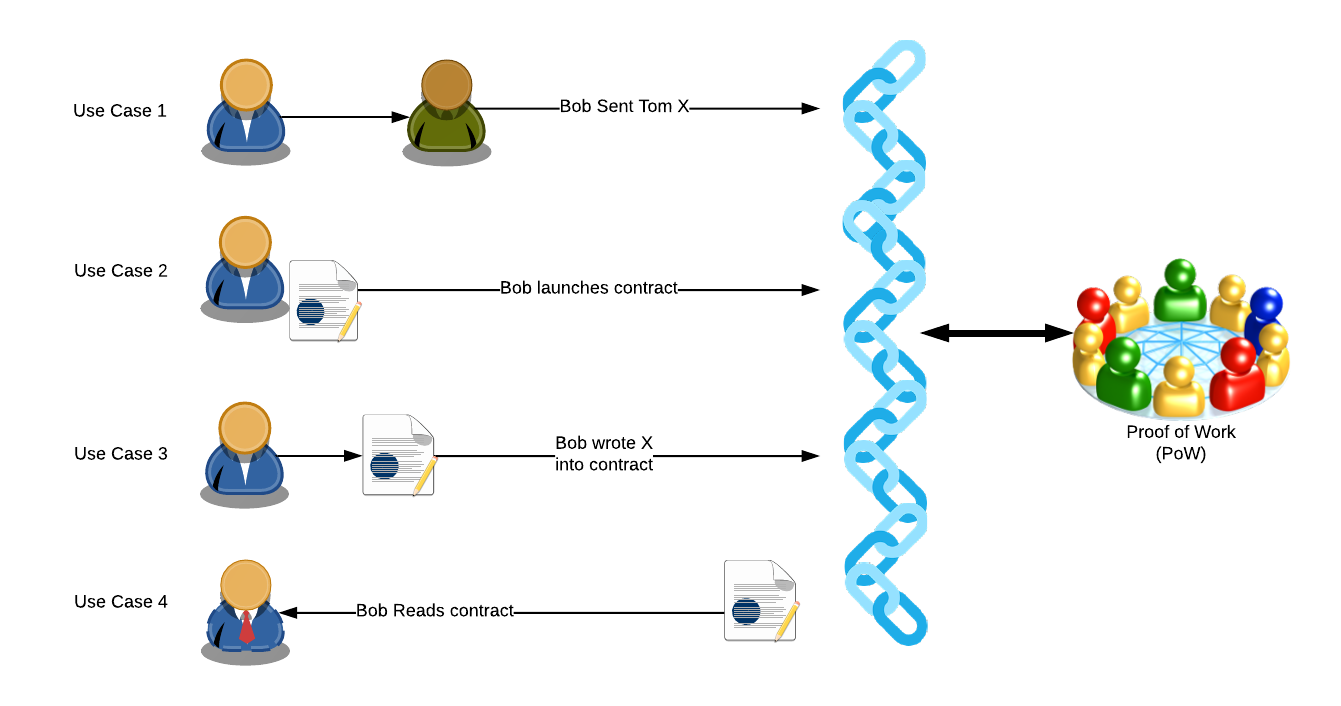 Use Case 1
Bob Sent Tom X
Use Case 2
Bob launches contract
Use Case 3
Bob wrote X
into contract
Proof of Work
(PoW)
Use Case 4
Bob Reads contract